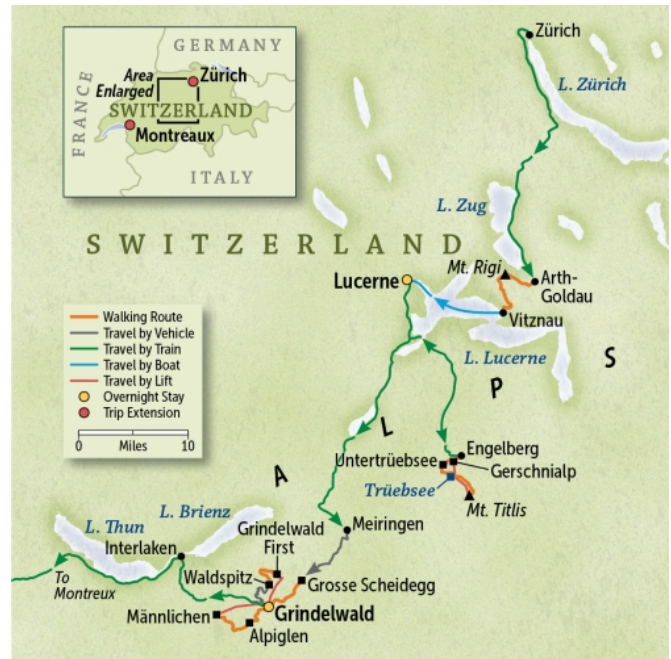 GERMANY
FRANCE
Area
Enlarged
Zürich
SWITZERLAND
Montreaux
ITALY
Zürich
L. Zürich
L. Zug
SWITZERLAND
Mt. Rigi
Arth-
Goldau
Lucerne
Vitznau
L. Lucerne
Walking Route
Travel by Vehicle
Travel by Train
Travel by Boat
Travel by Lift
Overnight Stay
Trip Extension
0 Miles 10
ALPS
Engelberg
Untertrüebsee
Gerschnialp
Trüebsee
Mt. Titlis
L. Thun
L. Brienz
Interlaken
Grindelwald
First
Meiringen
Waldspitz
Grosse Scheidegg
To
Montreux
Männlichen
Grindelwald
Alpiglen